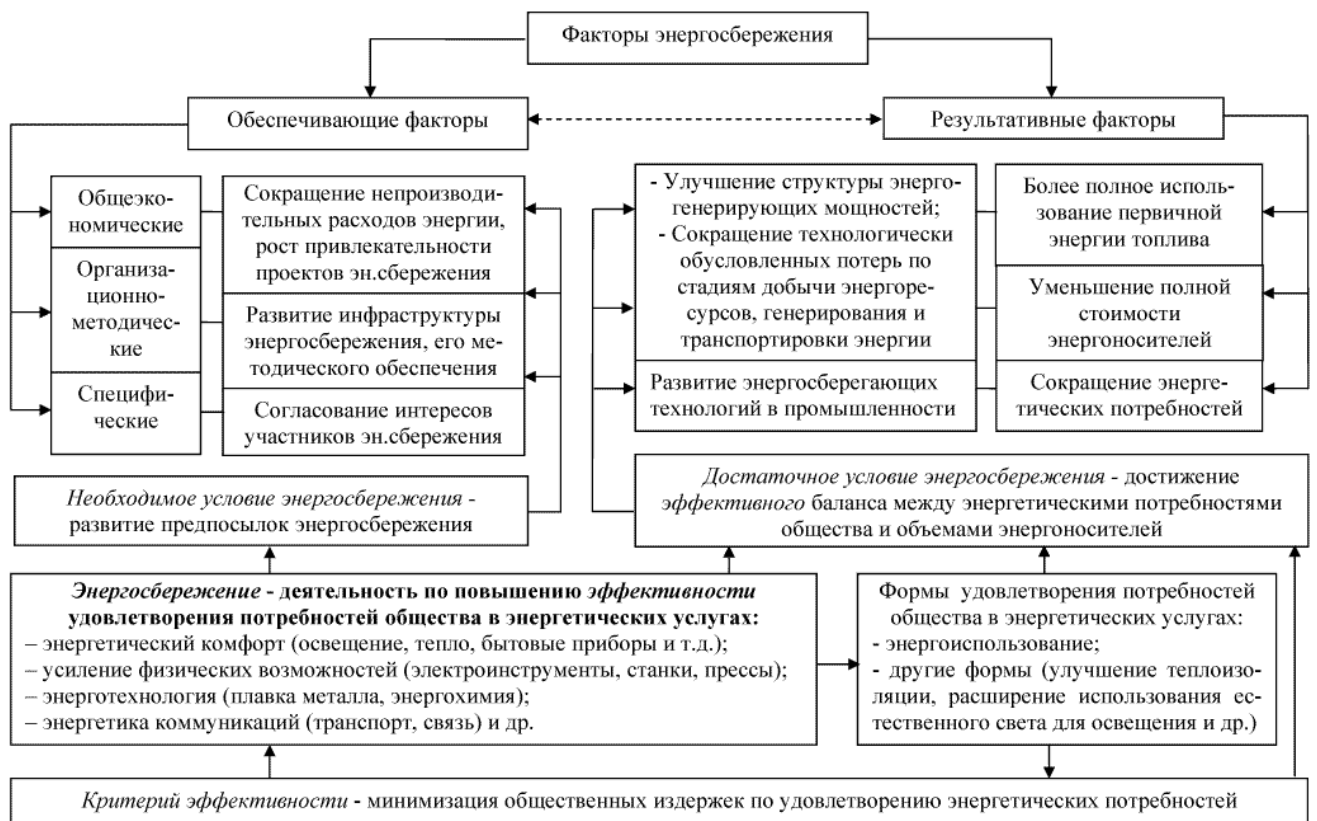 Факторы энергосбережения
Обеспечивающие факторы
Результативные факторы
Общеэко-
номические
Организа-
ционно-
методичес-
кие
Специфи-
ческие
Сокращение непроизводи-
тельных расходов энергии,
рост привлекательности
проектов эн.сбережения
Развитие инфраструктуры
энергосбережения, его ме-
тодического обеспечения
Согласование интересов
участников эн.сбережения
- Улучшение структуры энерго-
генерирующих мощностей;
- Сокращение технологически
обусловленных потерь по
стадиям добычи энергоре-
сурсов, генерирования и
транспортировки энергии
Развитие энергосберегающих
технологий в промышленности
Более полное исполь-
зование первичной
энергии топлива
Уменьшение полной
стоимости
энергоносителей
Сокращение энерге-
тических потребностей
Необходимое условие энергосбережения -
развитие предпосылок энергосбережения
Достаточное условие энергосбережения - достижение
эффективного баланса между энергетическими потребностями
общества и объемами энергоносителей
Энергосбережение - деятельность по повышению эффективности
удовлетворения потребностей общества в энергетических услугах:
– энергетический комфорт (освещение, тепло, бытовые приборы и т.д.);
– усиление физических возможностей (электроинструменты, станки, прессы);
– энерготехнология (плавка металла, энергохимия);
– энергетика коммуникаций (транспорт, связь) и др.
Формы удовлетворения потребностей
общества в энергетических услугах:
- энергоиспользование;
- другие формы (улучшение теплоизо-
ляции, расширение использования ес-
тественного света для освещения и др.)
Критерий эффективности - минимизация общественных издержек по удовлетворению энергетических потребностей